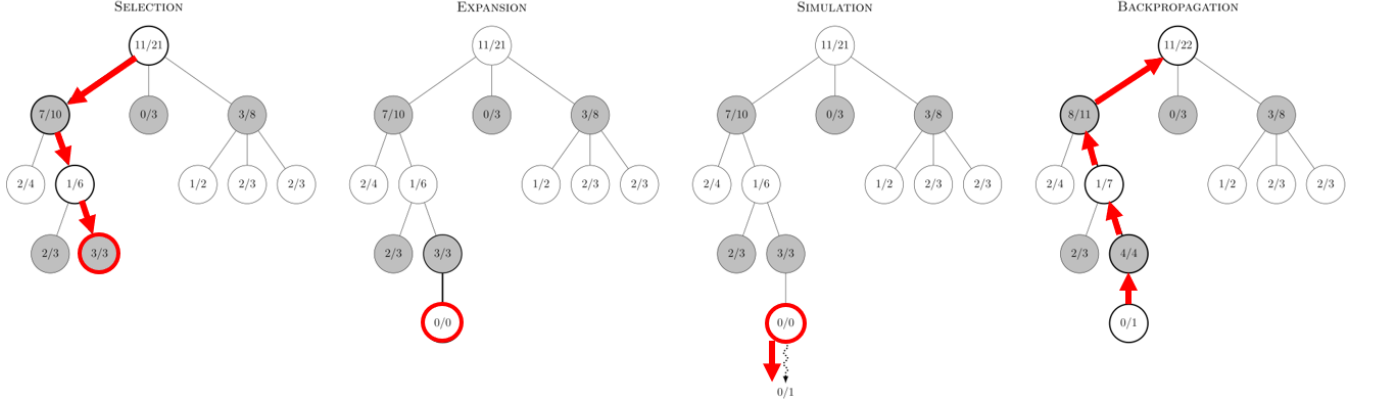 SELECTION
11/21
7/10 0/3 3/8
2/4 1/6 1/2 2/3 2/3
2/3 3/3
EXPANSION
11/21
7/10 0/3 3/8
2/4 1/6 1/2 2/3 2/3
2/3 3/3
0/0
SIMULATION
11/21
7/10 0/3 3/8
2/4 1/6 1/2 2/3 2/3
2/3 3/3
0/0
0/1
BACKPROPAGATION
11/22
8/11 0/3 3/8
2/4 1/7 1/2 2/3 2/3
2/3 4/4
0/1